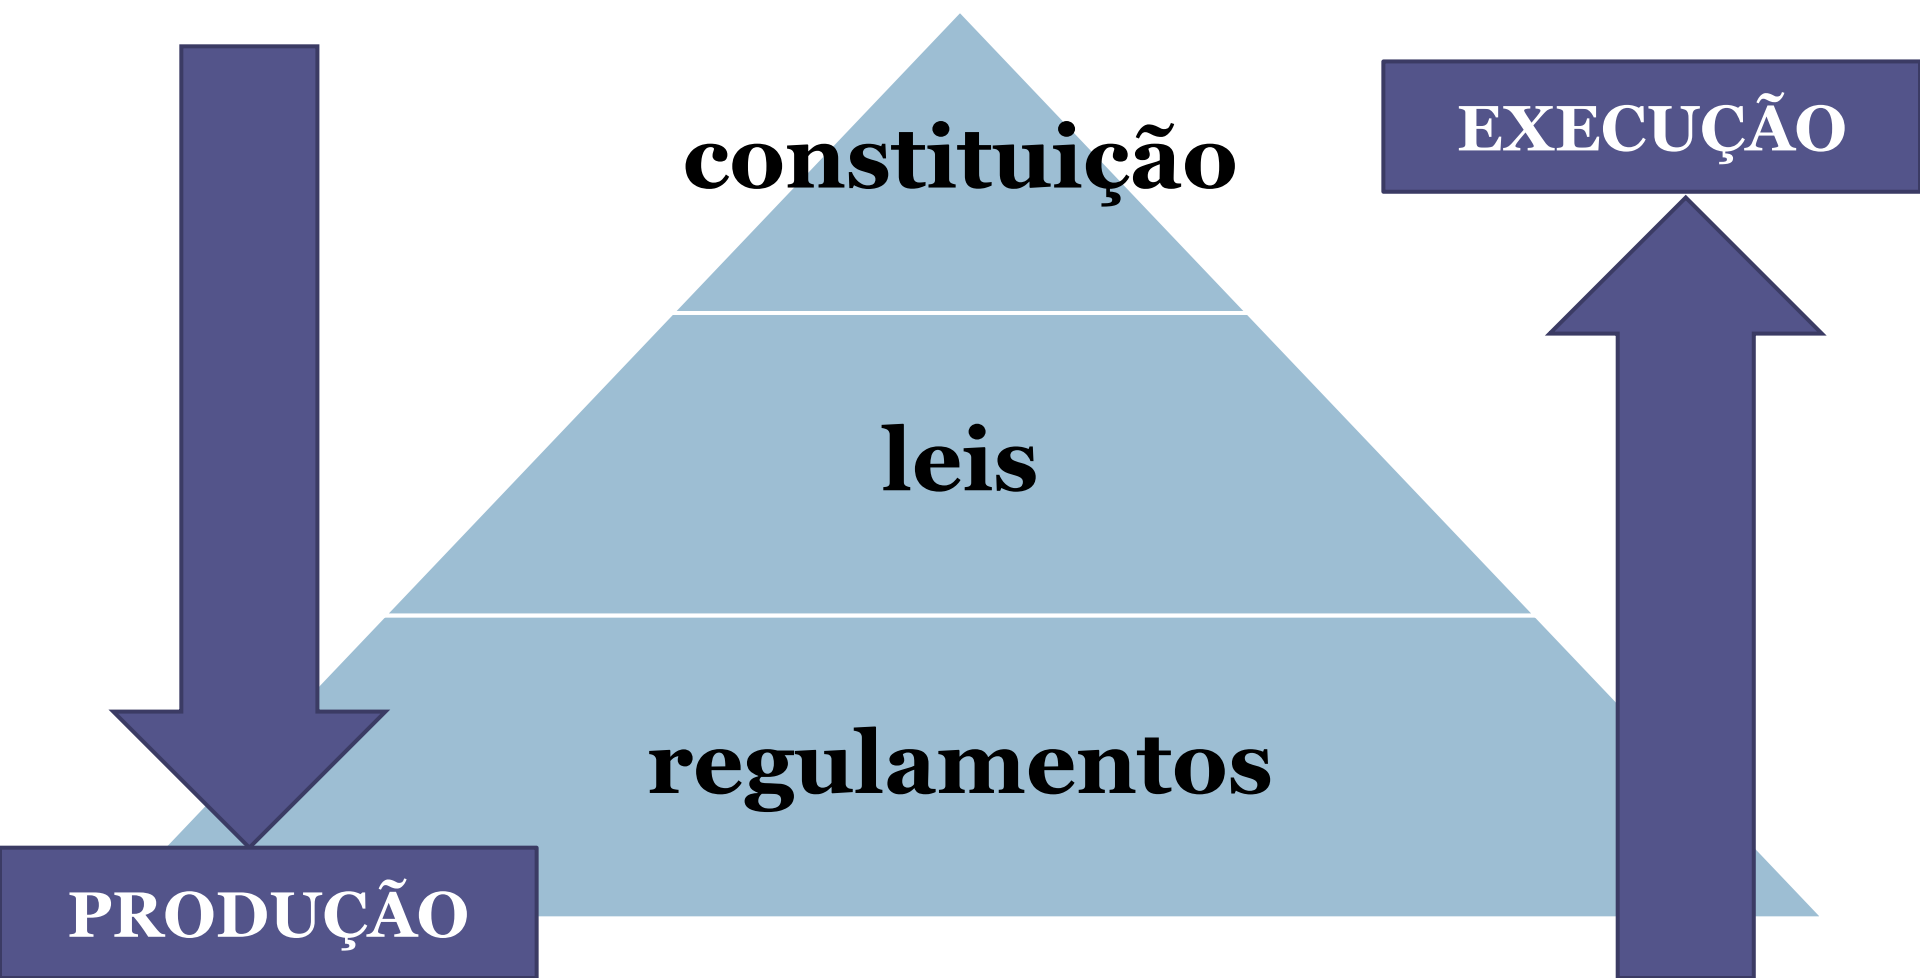 constituição
EXECUÇÃO
leis
regulamentos
PRODUÇÃO